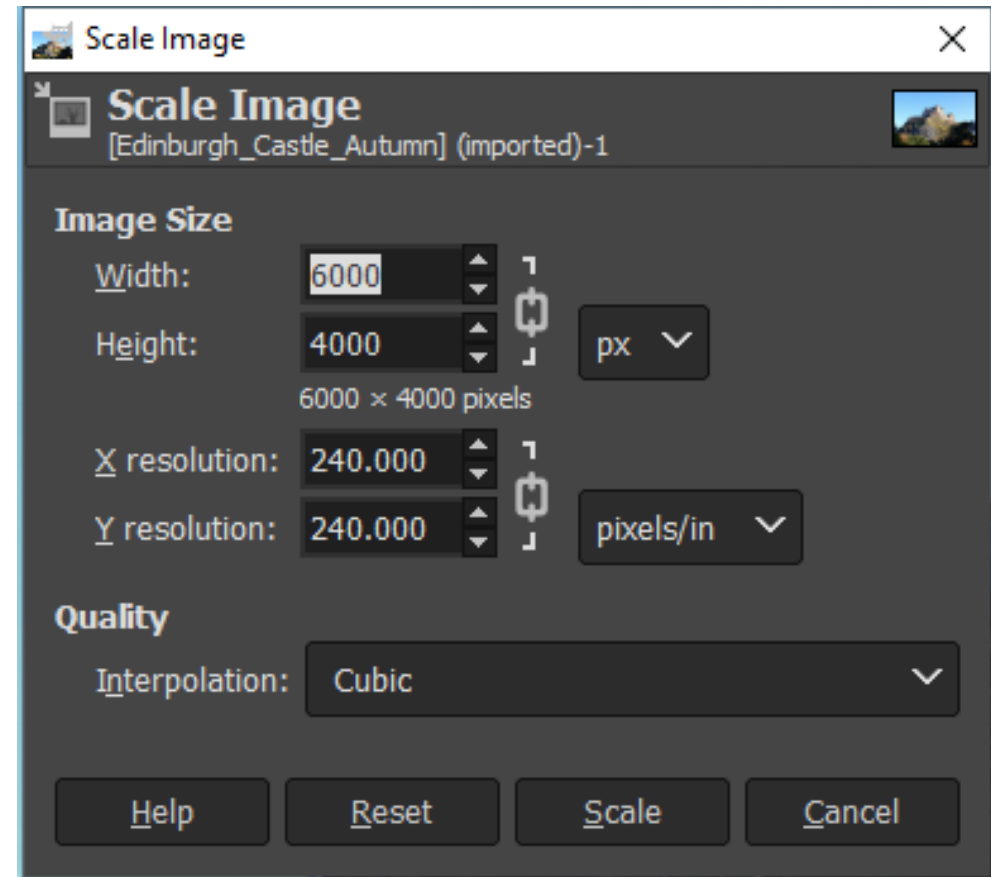 Scale Image
Scale Image
[Edinburgh_Castle_Autumn] (imported)-1
Image Size
Width: 6000
Height: 4000 px
6000 × 4000 pixels
X resolution: 240.000
Y resolution: 240.000 pixels/in
Quality
Interpolation: Cubic
Help Reset Scale Cancel